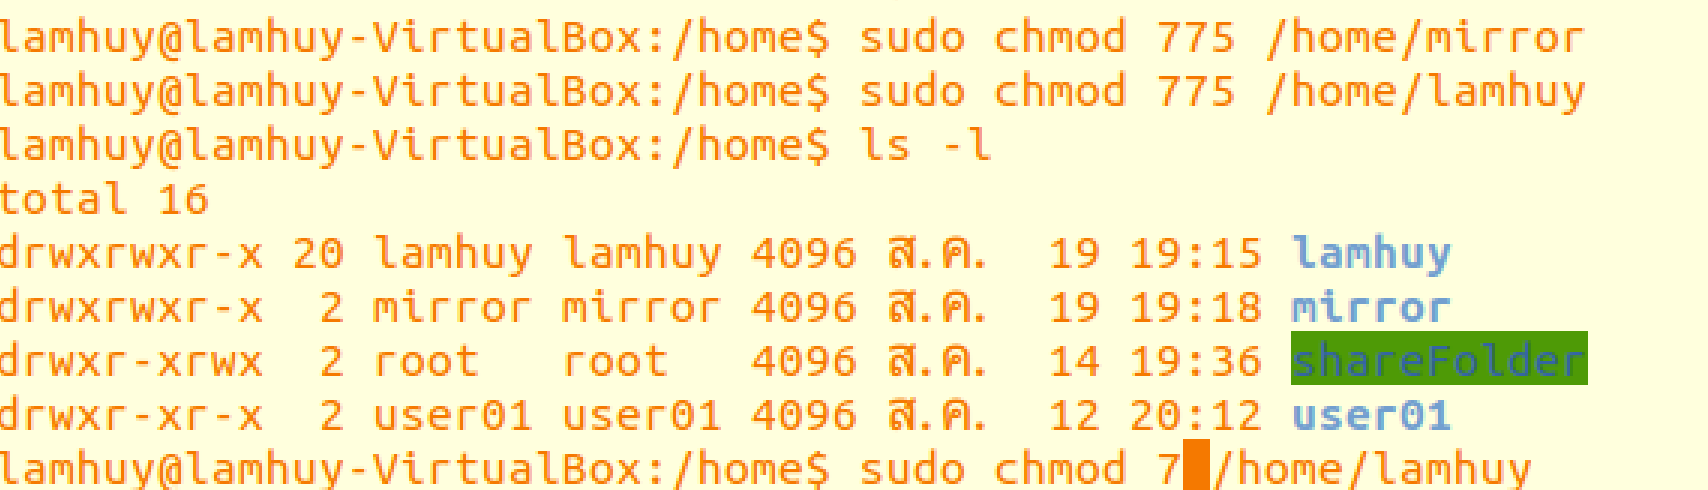 lamhuy@lamhuy-VirtualBox:/home$ sudo chmod 775 /home/mirror
lamhuy@lamhuy-VirtualBox:/home$ sudo chmod 775 /home/lamhuy
lamhuy@lamhuy-VirtualBox:/home$ ls -l
total 16
drwxrwxr-x 20 lamhuy lamhuy 4096 ส.ค.  19 19:15 lamhuy
drwxrwxr-x  2 mirror mirror 4096 ส.ค.  19 19:18 mirror
drwxr-xrwx  2 root   root   4096 ส.ค.  14 19:36 shareFolder
drwxr-xr-x  2 user01 user01 4096 ส.ค.  12 20:12 user01
lamhuy@lamhuy-VirtualBox:/home$ sudo chmod 7 /home/lamhuy